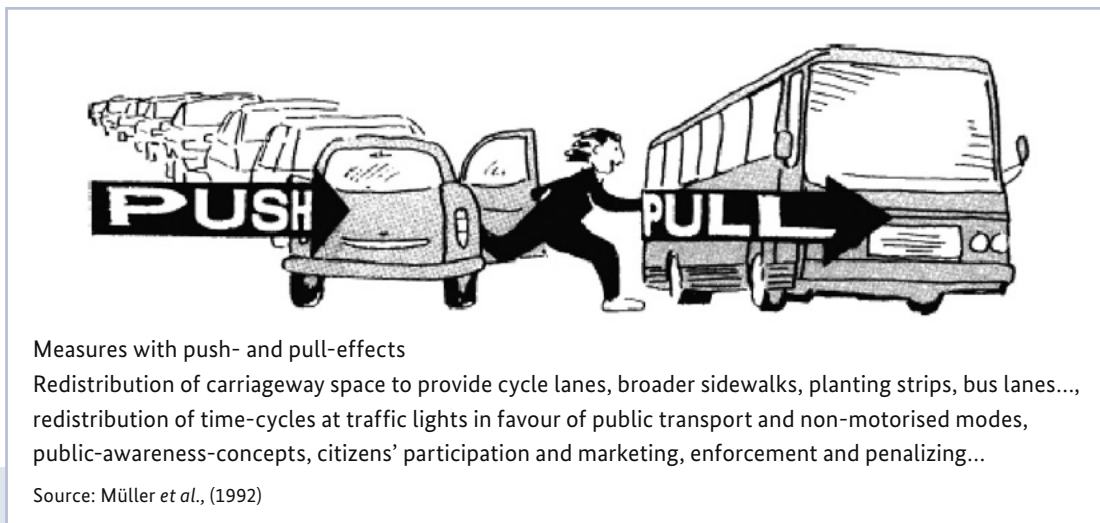 PUSH
PULL
Measures with push- and pull-effects
Redistribution of carriageway space to provide cycle lanes, broader sidewalks, planting strips, bus lanes…,
redistribution of time-cycles at traffic lights in favour of public transport and non-motorised modes,
public-awareness-concepts, citizens’ participation and marketing, enforcement and penalizing…
Source: Müller et al., (1992)